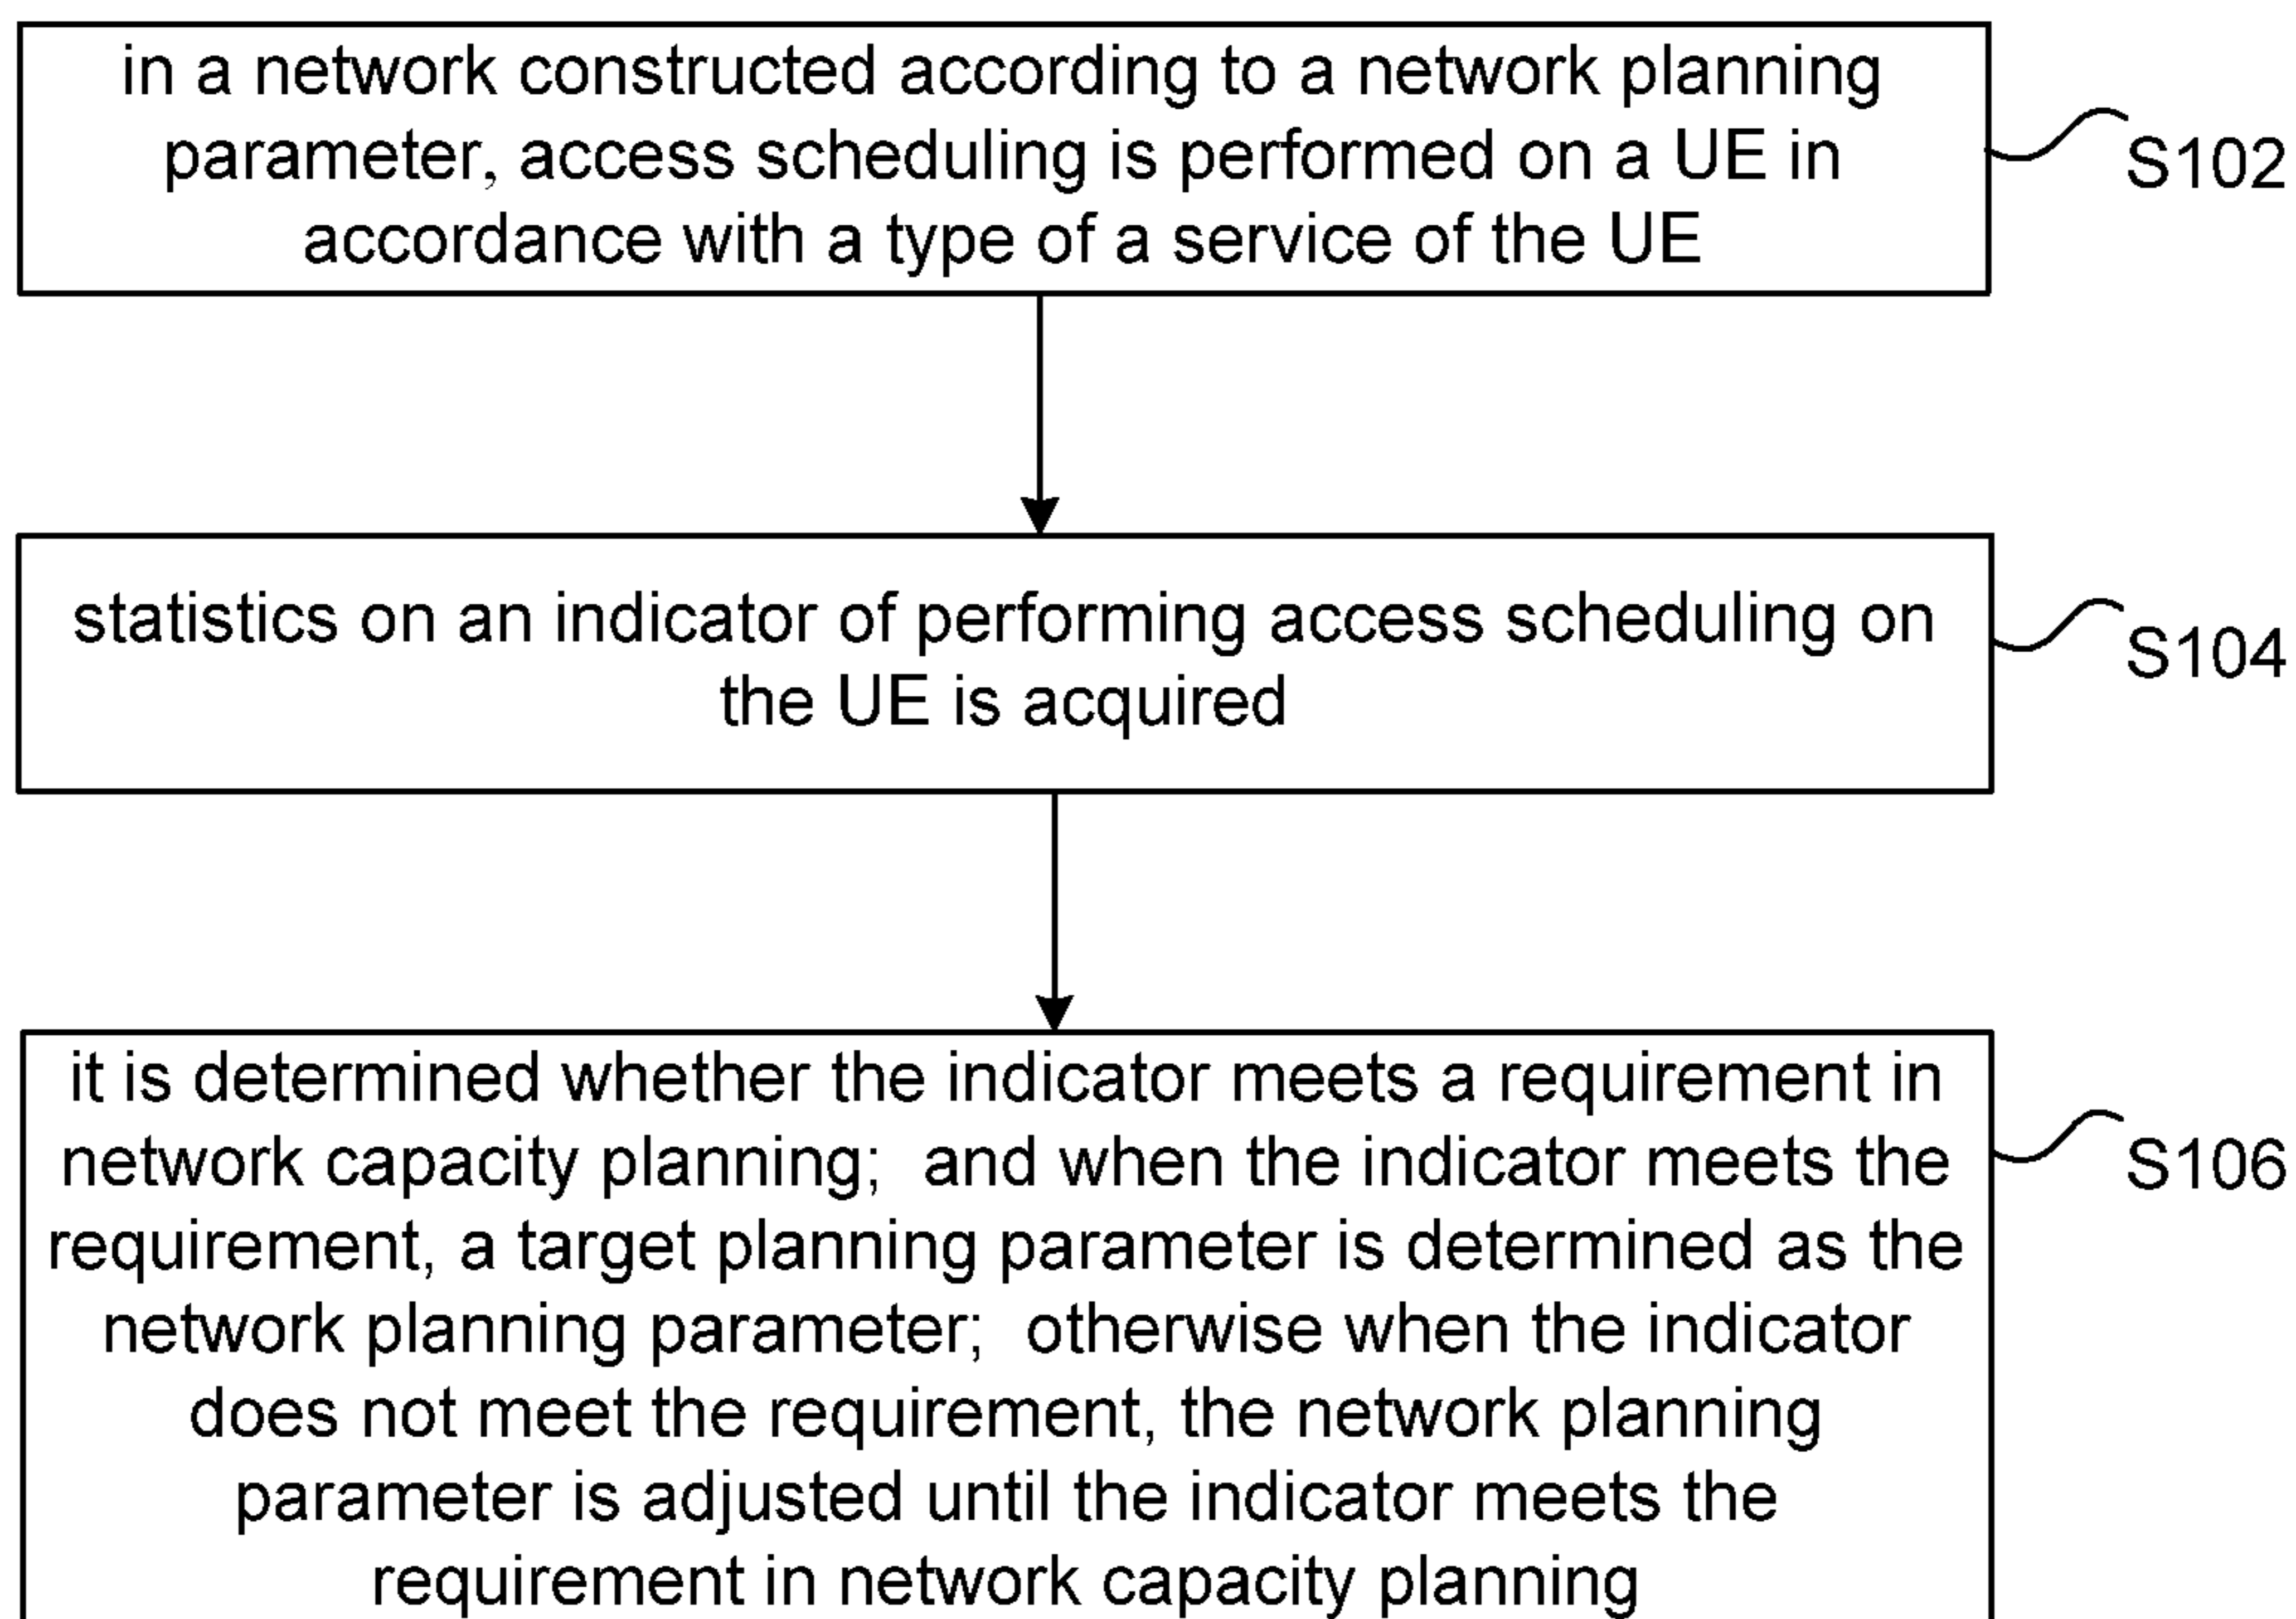 in a network constructed according to a network planning
parameter, access scheduling is performed on a UE in
accordance with a type of a service of the UE
S102
statistics on an indicator of performing access scheduling on
the UE is acquired
S104
it is determined whether the indicator meets a requirement in
network capacity planning; and when the indicator meets the
requirement, a target planning parameter is determined as the
network planning parameter; otherwise when the indicator
does not meet the requirement, the network planning
parameter is adjusted until the indicator meets the
requirement in network capacity planning
S106